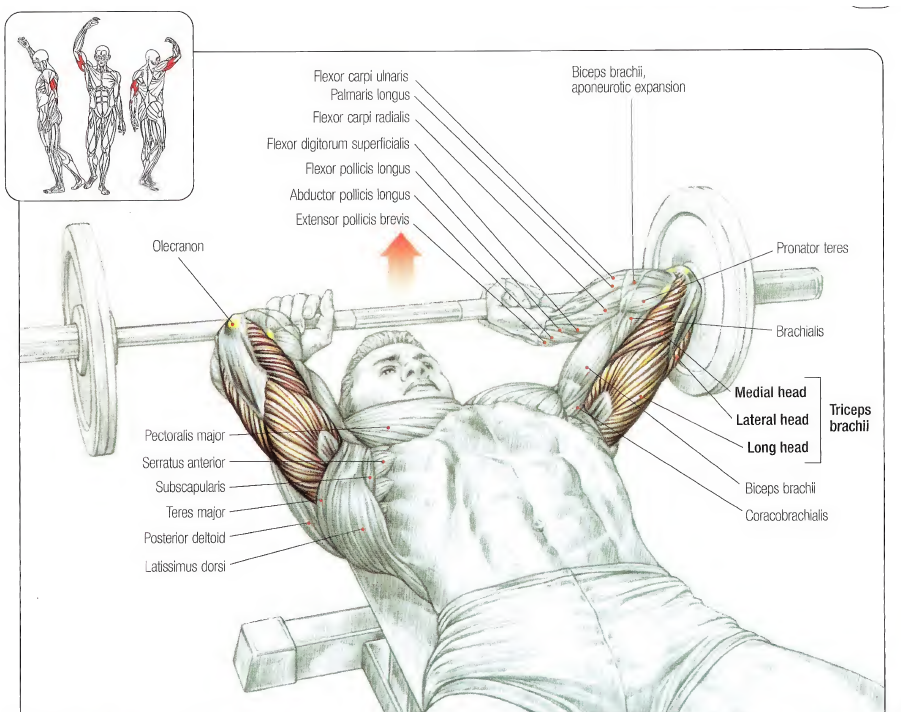 Flexor carpi ulnaris
Palmaris longus
Flexor carpi radialis
Flexor digitorum superficialis
Flexor pollicis longus
Abductor pollicis longus
Extensor pollicis brevis
Biceps brachii,
aponeurotic expansion
Olecranon
Pronator teres
Brachialis
Medial head
Lateral head
Long head
Triceps
brachii
Biceps brachii
Coracobrachialis
Pectoralis major
Serratus anterior
Subscapularis
Teres major
Posterior deltoid
Latissimus dorsi